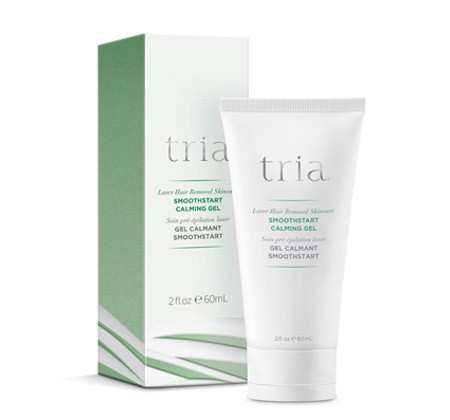 tria
Laser Hair Removal Skincare
SMOOTHSTART
CALMING GEL
Soin pré-épilation laser
GEL CALMANT
SMOOTHSTART
2 fl.oz ℮ 60mL
tria®
Laser Hair Removal Skincare
SMOOTHSTART
CALMING GEL
Soin pré-épilation laser
GEL CALMANT
SMOOTHSTART
2 fl.oz ℮ 60mL